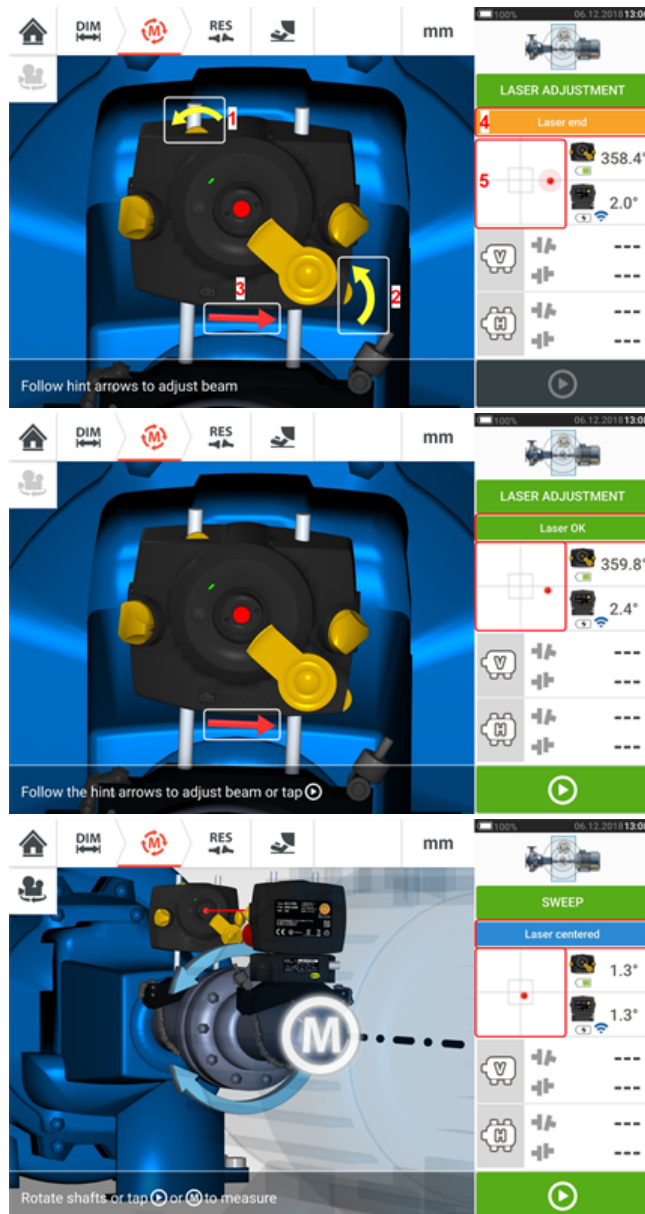 100%
06.12.2018 13:08
DIM
M
RES
mm
LASER ADJUSTMENT
1
4
Laser end
5
358.4°
2.0°
3
2
V
---
---
H
---
---
Follow hint arrows to adjust beam
100%
06.12.2018 13:08
DIM
M
RES
mm
LASER ADJUSTMENT
Laser OK
359.8°
2.4°
V
---
---
H
---
---
Follow the hint arrows to adjust beam or tap
100%
06.12.2018 13:08
DIM
M
RES
mm
SWEEP
Laser centered
1.3°
1.3°
M
V
---
---
H
---
---
Rotate shafts or tap or M to measure